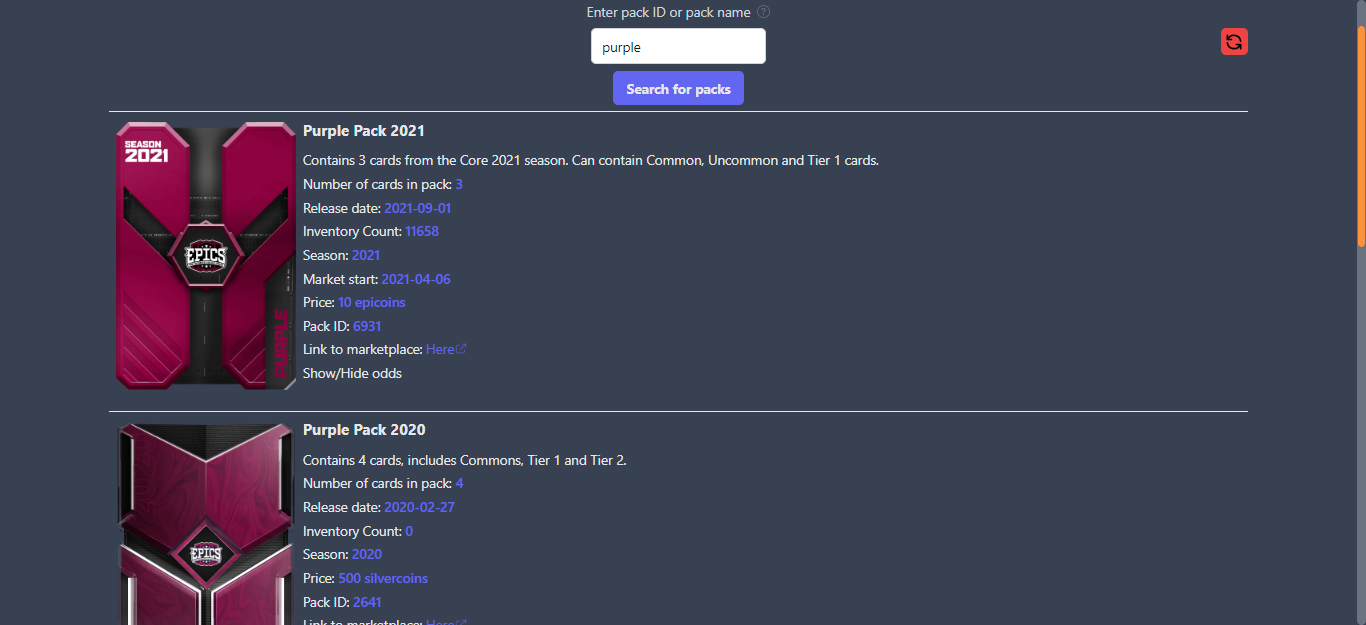 Enter pack ID or pack name
purple
Search for packs
SEASON
2021
EPICS
PURPLE
Purple Pack 2021
Contains 3 cards from the Core 2021 season. Can contain Common, Uncommon and Tier 1 cards.
Number of cards in pack: 3
Release date: 2021-09-01
Inventory Count: 11658
Season: 2021
Market start: 2021-04-06
Price: 10 epicoins
Pack ID: 6931
Link to marketplace: Here
Show/Hide odds
EPICS
Purple Pack 2020
Contains 4 cards, includes Commons, Tier 1 and Tier 2.
Number of cards in pack: 4
Release date: 2020-02-27
Inventory Count: 0
Season: 2020
Price: 500 silvercoins
Pack ID: 2641
Link to marketplace: Here